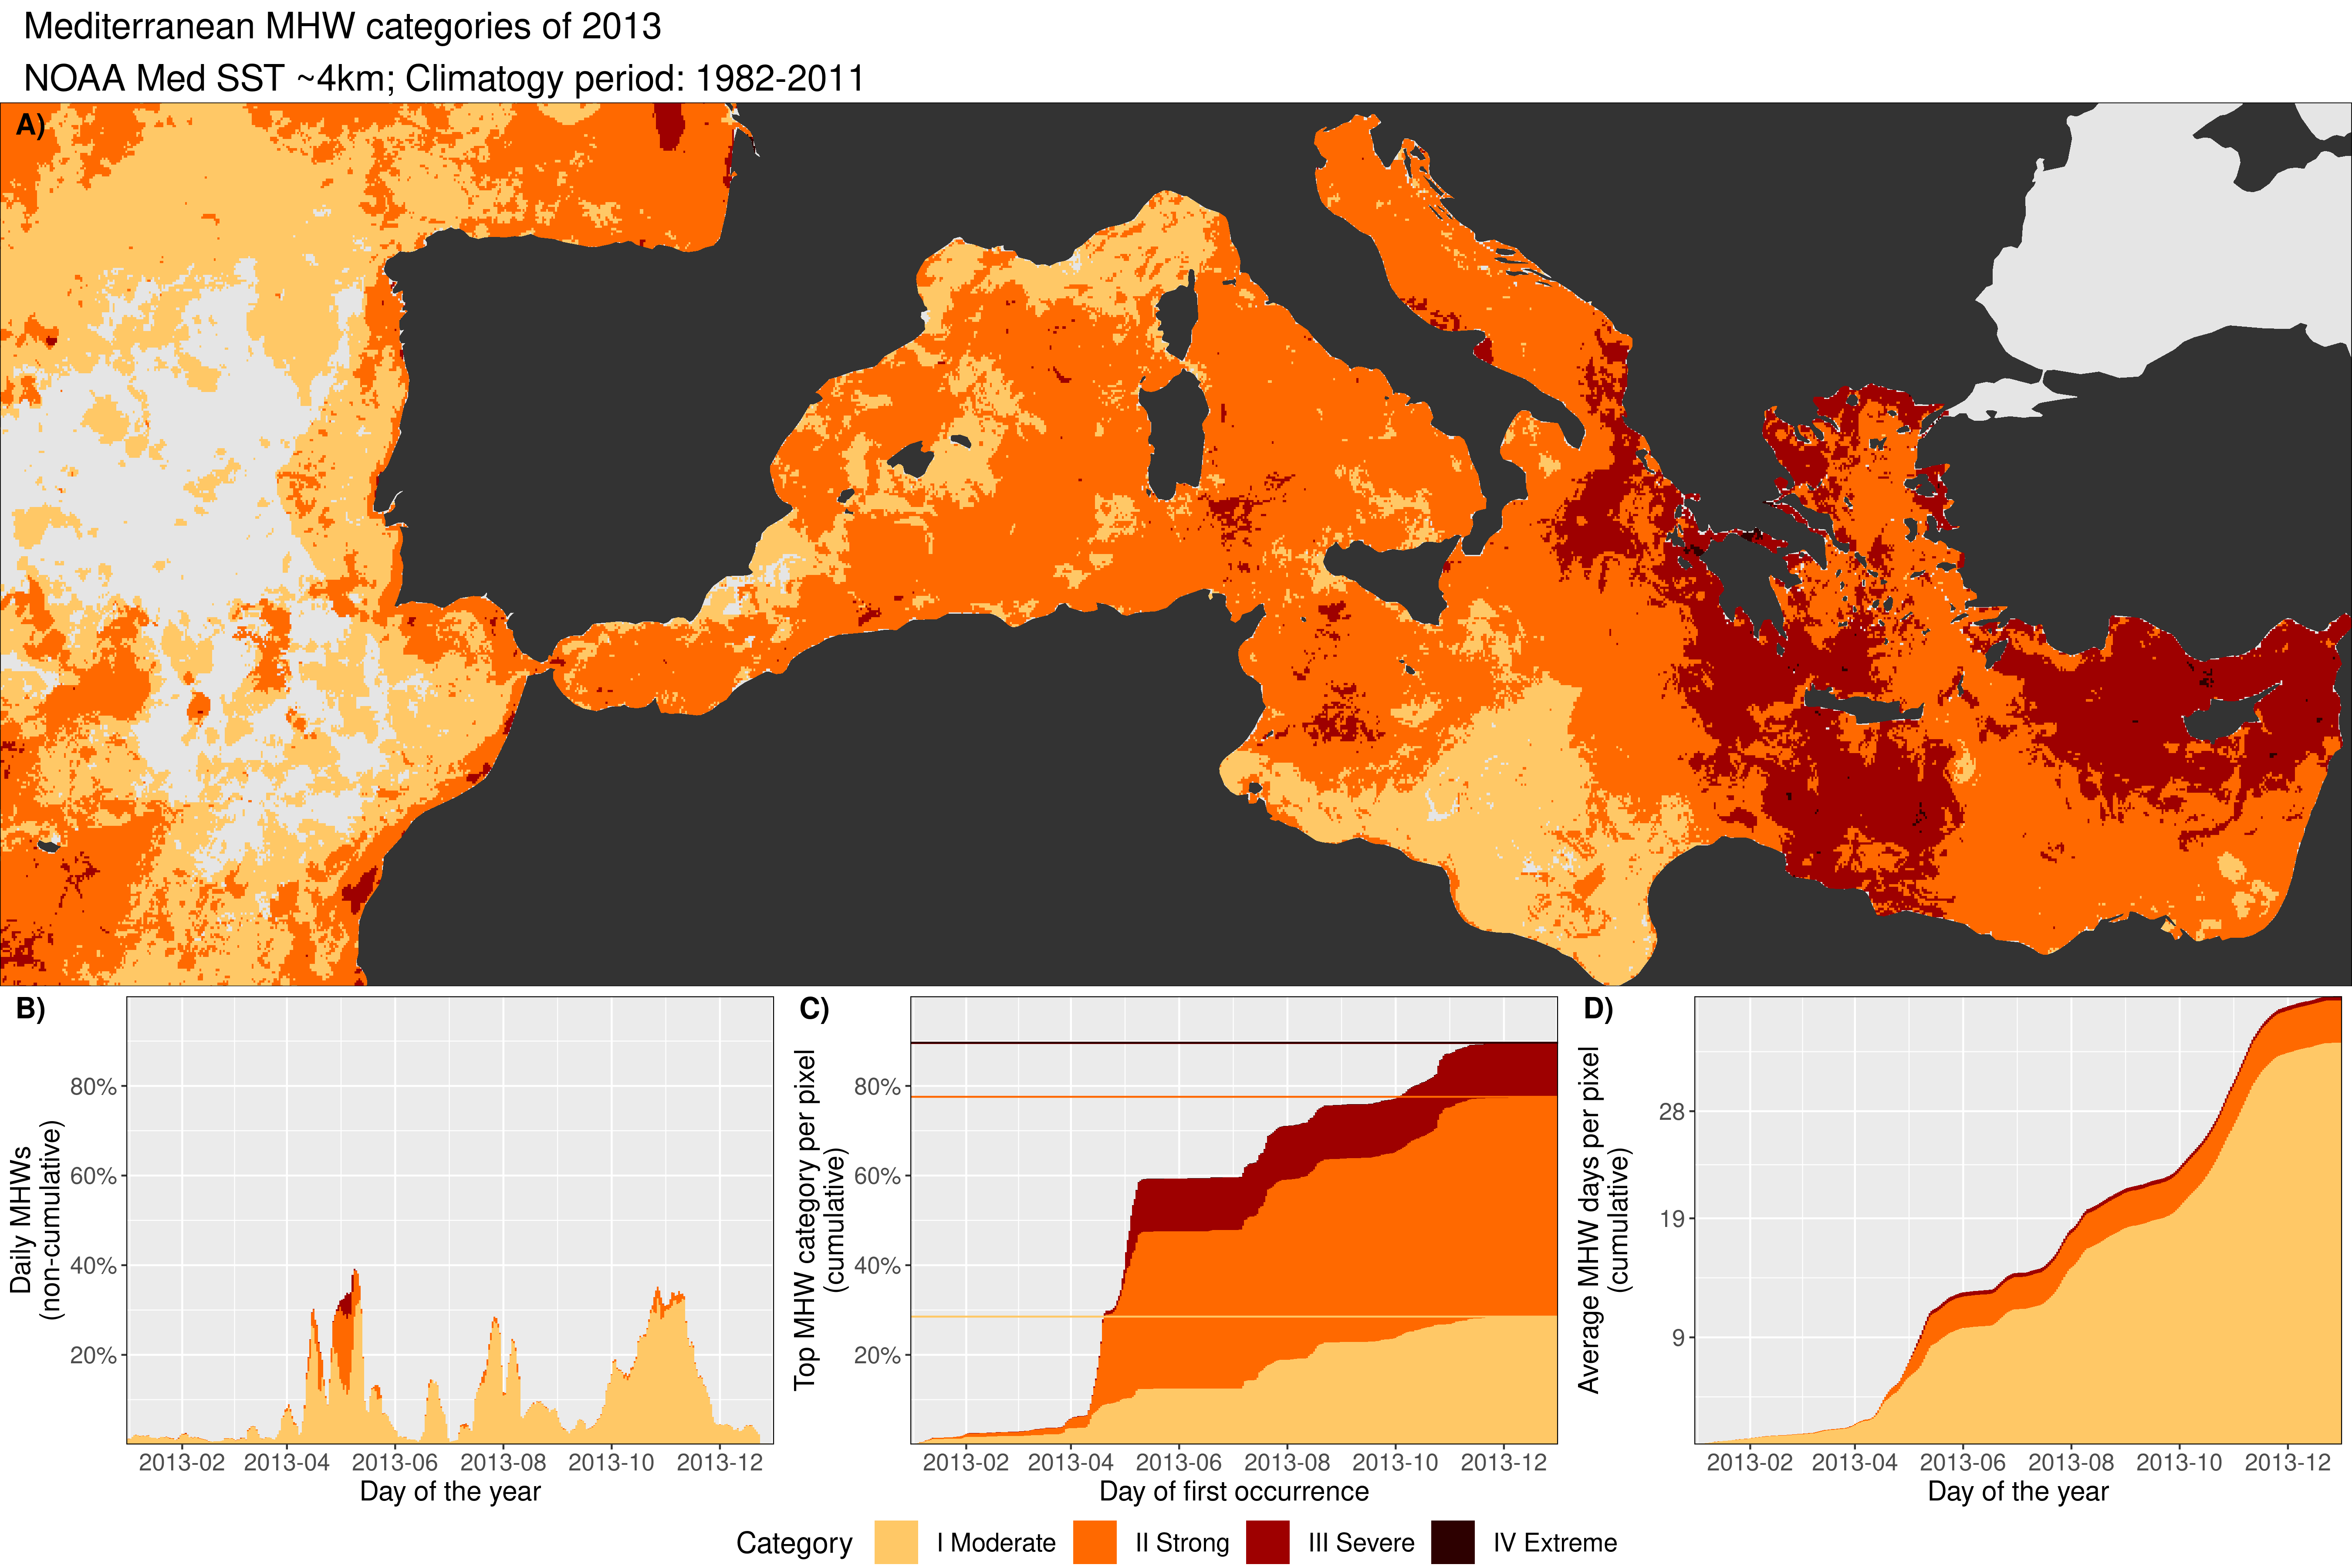 Mediterranean MHW categories of 2013
NOAA Med SST ~4km; Climatogy period: 1982-2011
A)
B)
Daily MHWs
(non-cumulative)
80%
60%
40%
20%
2013-02 2013-04 2013-06 2013-08 2013-10 2013-12
Day of the year
C)
Top MHW category per pixel
(cumulative)
80%
60%
40%
20%
2013-02 2013-04 2013-06 2013-08 2013-10 2013-12
Day of first occurrence
D)
Average MHW days per pixel
(cumulative)
28
19
9
2013-02 2013-04 2013-06 2013-08 2013-10 2013-12
Day of the year
Category I Moderate II Strong III Severe IV Extreme